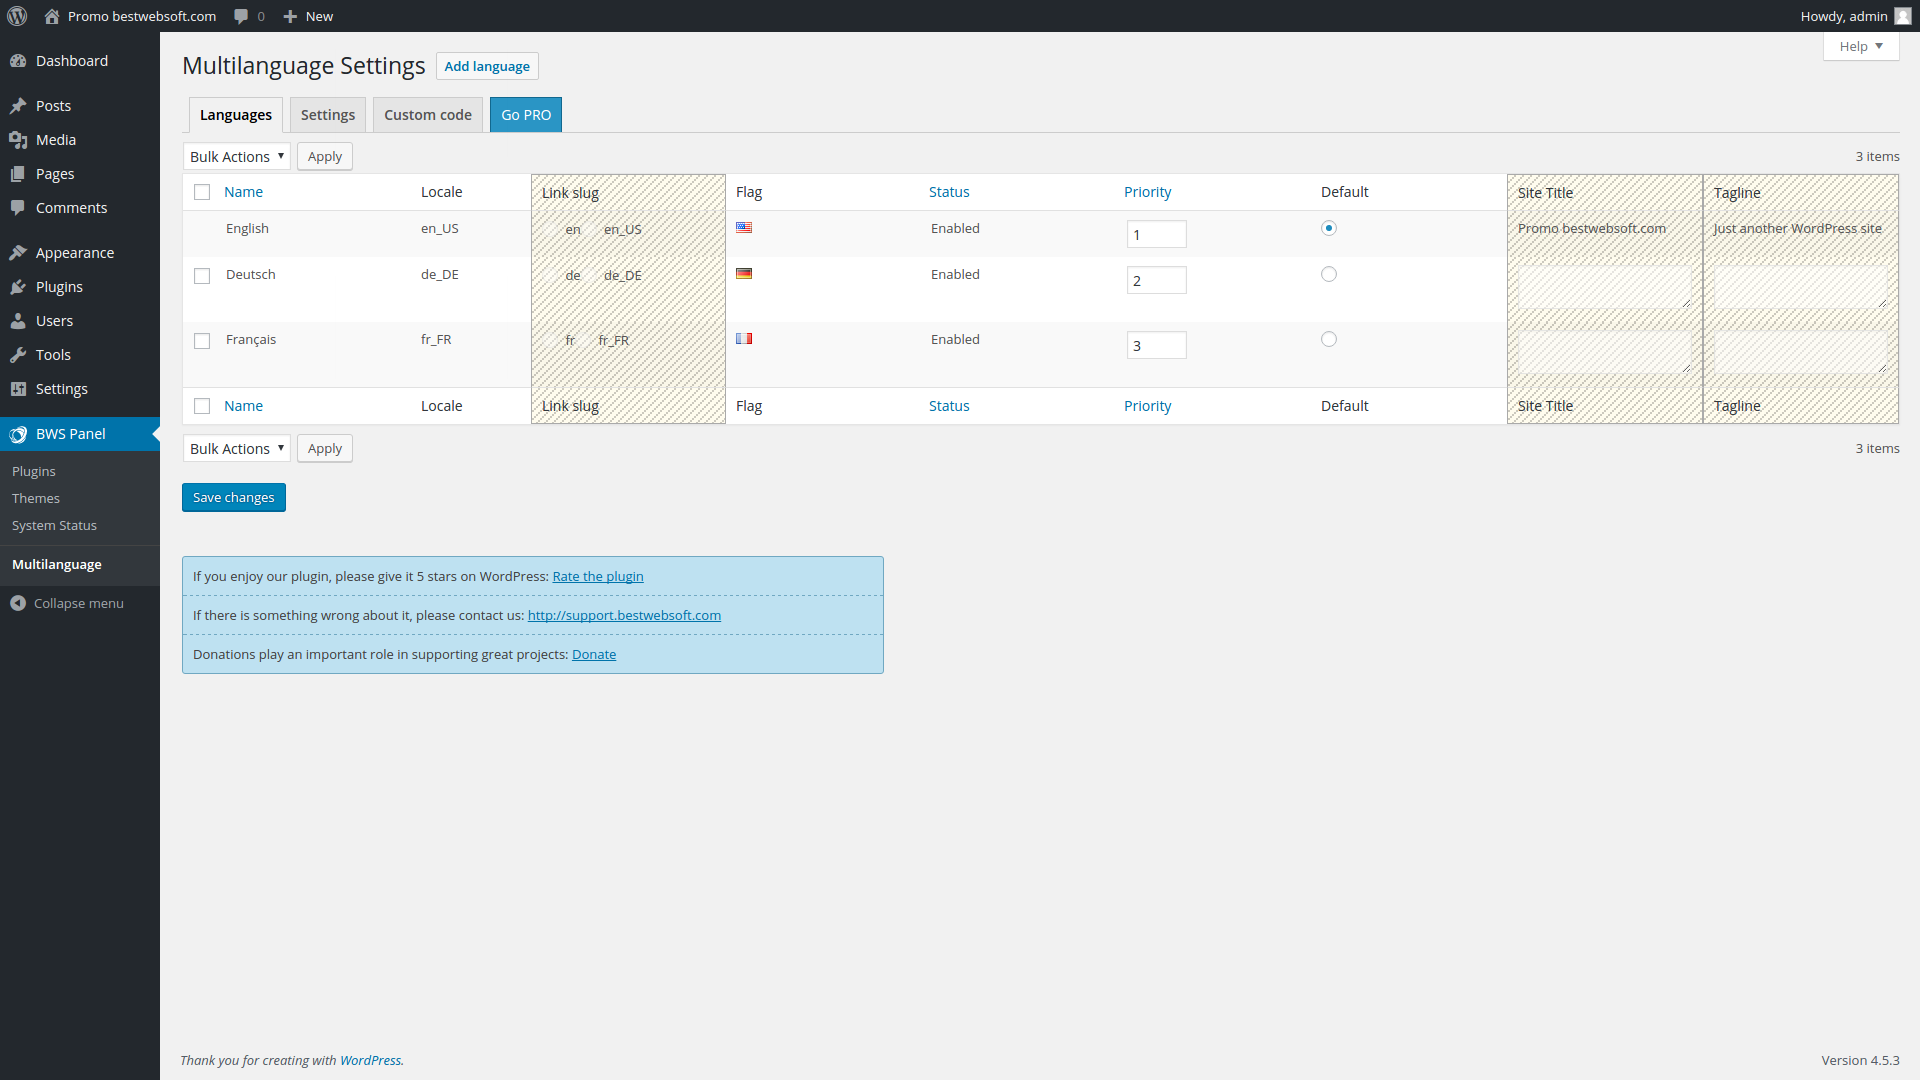 Promo bestwebsoft.com 0 New Howdy, admin
Help
Dashboard
Posts
Media
Pages
Comments
Appearance
Plugins
Users
Tools
Settings
BWS Panel
Plugins
Themes
System Status
Multilanguage
Collapse menu
Multilanguage Settings Add language
Languages Settings Custom code Go PRO
Bulk Actions Apply 3 items
Name Locale Link slug Flag Status Priority Default Site Title Tagline
English en_US en en_US Enabled 1 Promo bestwebsoft.com Just another WordPress site
Deutsch de_DE de de_DE Enabled 2
Français fr_FR fr fr_FR Enabled 3
Name Locale Link slug Flag Status Priority Default Site Title Tagline
Bulk Actions Apply 3 items
Save changes
If you enjoy our plugin, please give it 5 stars on WordPress: Rate the plugin
If there is something wrong about it, please contact us: http://support.bestwebsoft.com
Donations play an important role in supporting great projects: Donate
Thank you for creating with WordPress. Version 4.5.3